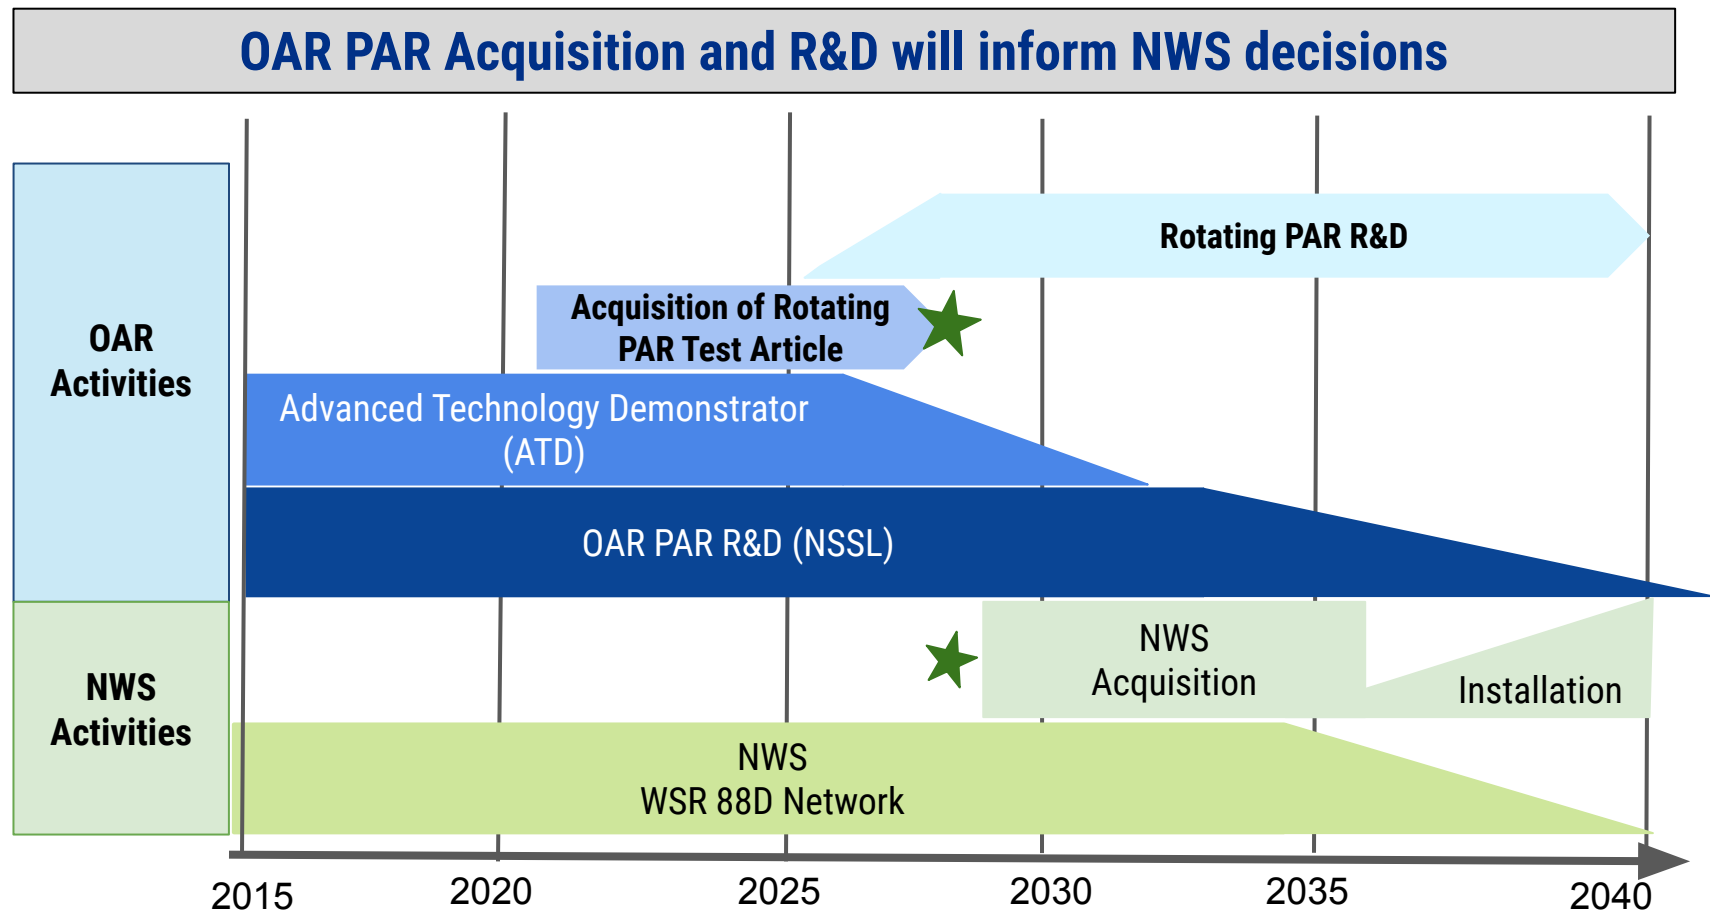 OAR PAR Acquisition and R&D will inform NWS decisions
OAR
Activities
Rotating PAR R&D
Acquisition of Rotating
PAR Test Article
Advanced Technology Demonstrator
(ATD)
OAR PAR R&D (NSSL)
NWS
Activities
NWS
Acquisition
Installation
NWS
WSR 88D Network
2015
2020
2025
2030
2035
2040